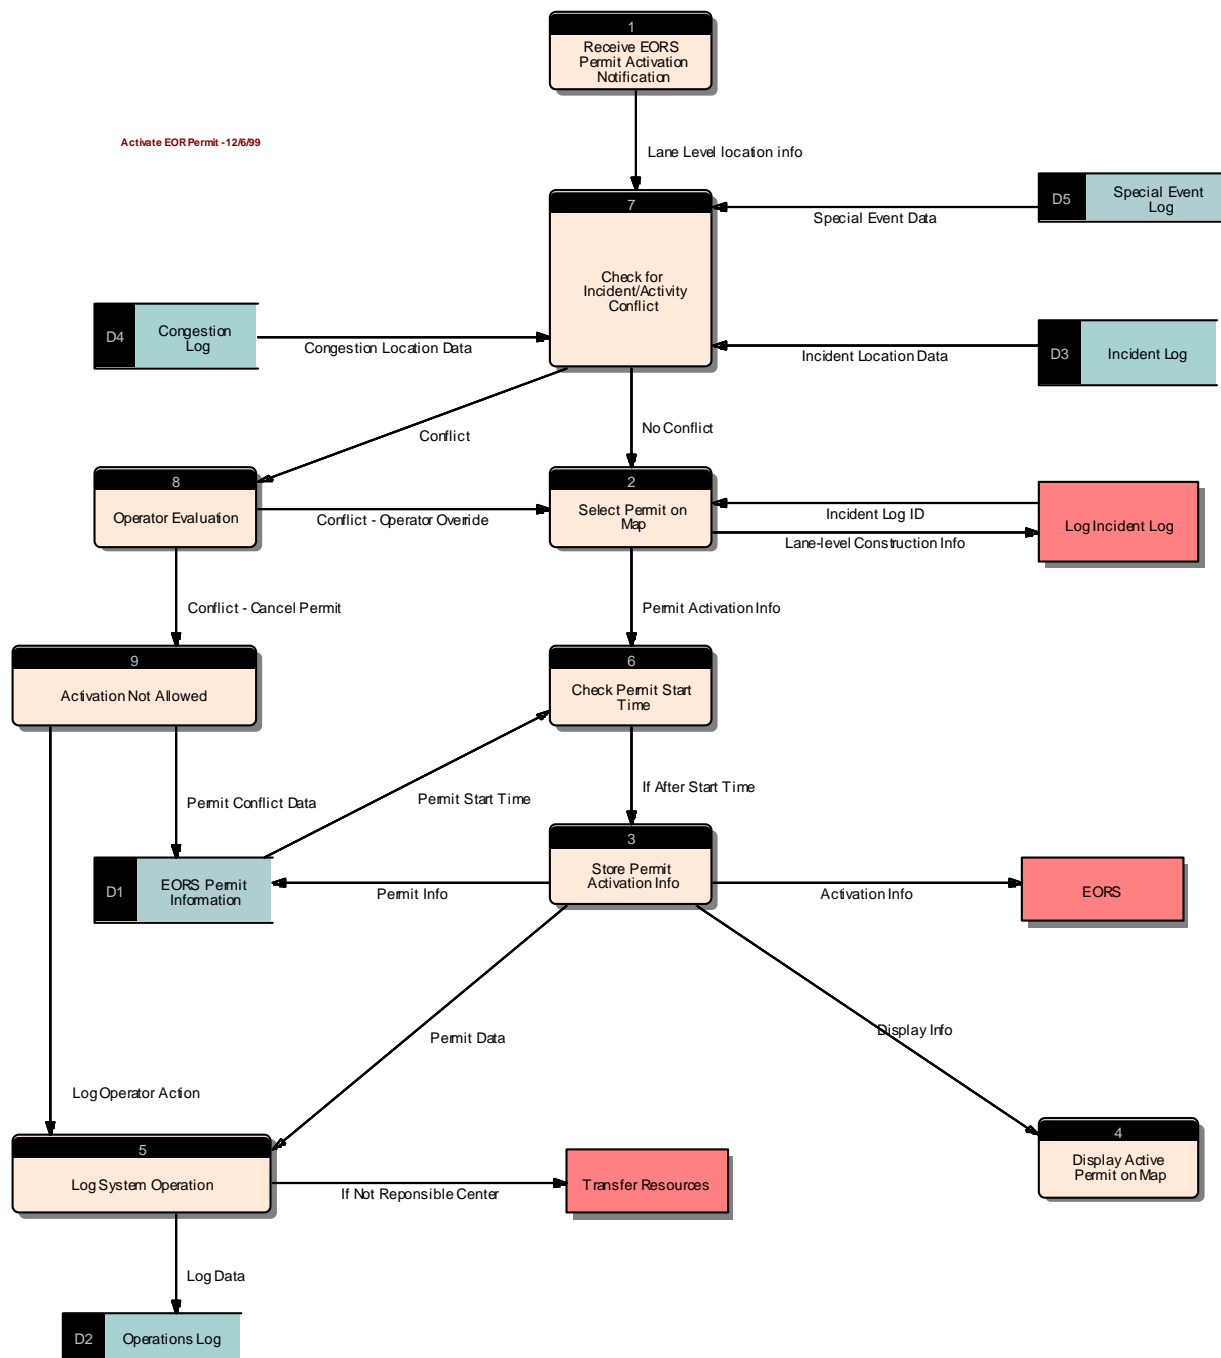 1
Receive EORS
Permit Activation
Notification
Activate EOR Permit - 12/6/99
Lane Level location info
7
Check for
Incident/Activity
Conflict
D5
Special Event
Log
Special Event Data
D4
Congestion
Log
Congestion Location Data
Incident Location Data
D3
Incident Log
Conflict
No Conflict
8
Operator Evaluation
Conflict - Operator Override
2
Select Permit on
Map
Incident Log ID
Lane-level Construction Info
Log Incident Log
Conflict - Cancel Permit
Permit Activation Info
9
Activation Not Allowed
6
Check Permit Start
Time
Permit Conflict Data
Permit Start Time
If After Start Time
D1
EORS Permit
Information
Permit Info
3
Store Permit
Activation Info
Activation Info
EORS
Permit Data
Display Info
Log Operator Action
5
Log System Operation
If Not Reponsible Center
Transfer Resources
4
Display Active
Permit on Map
Log Data
D2
Operations Log